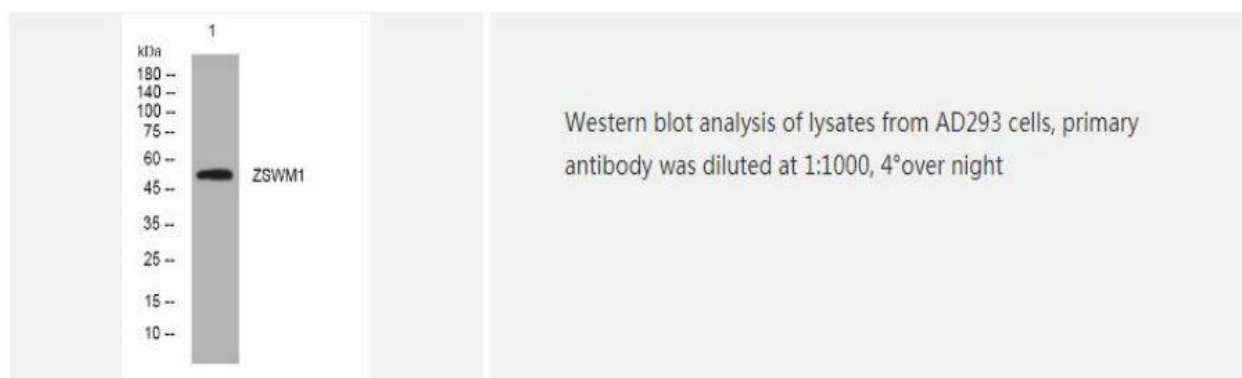 1
kDa
180 --
140 --
100 --
75 --
60 --
ZSWM1
45 --
35 --
25 --
15 --
10 --
Western blot analysis of lysates from AD293 cells, primary
antibody was diluted at 1:1000, 4°over night